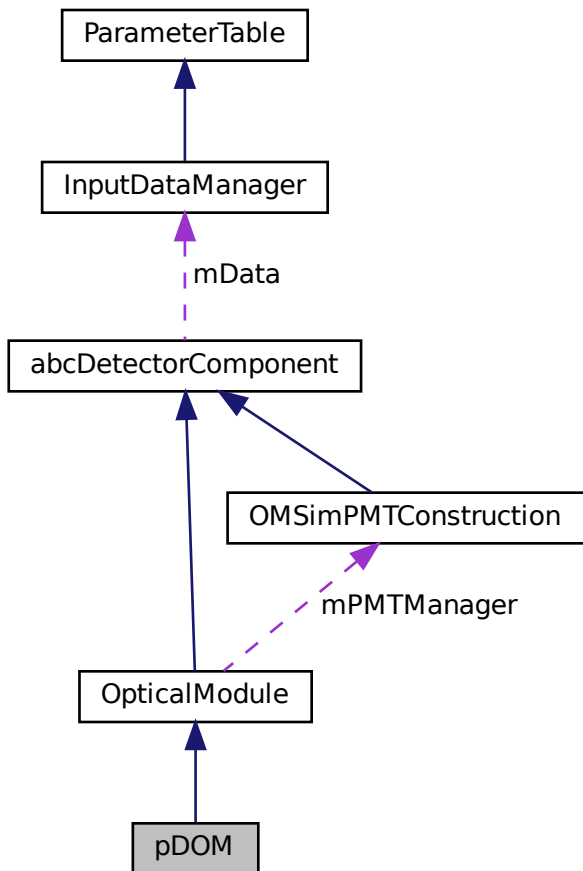 ParameterTable
InputDataManager
mData
abcDetectorComponent
OMSimPMTConstruction
mPMTManager
OpticalModule
pDOM